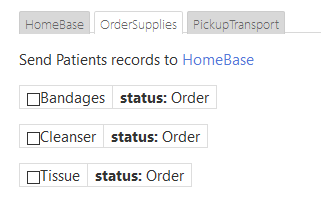 HomeBase OrderSupplies PickupTransport
Send Patients records to HomeBase
Bandages status: Order
Cleanser status: Order
Tissue status: Order